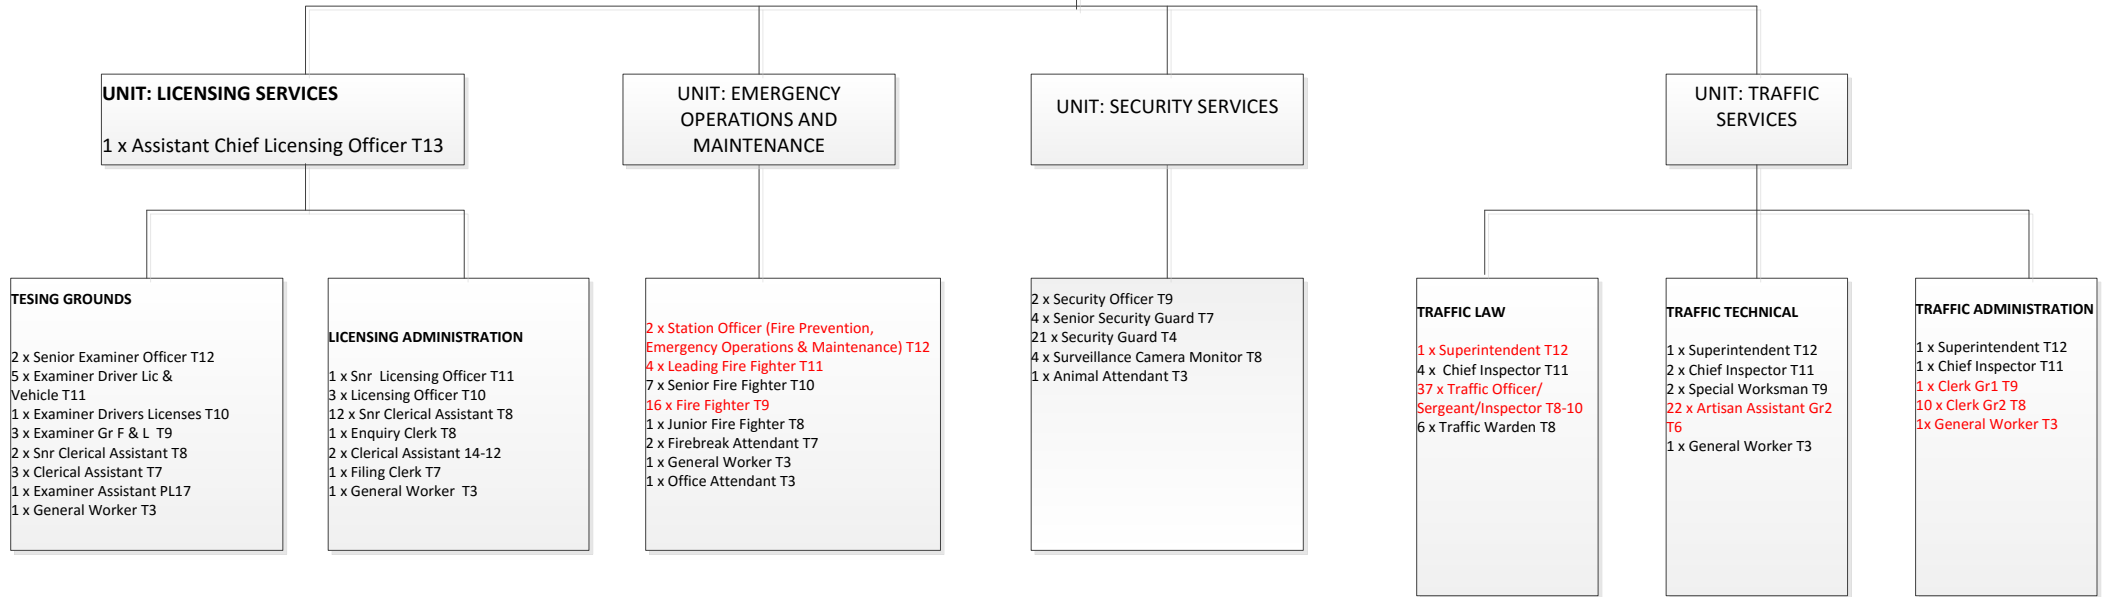 UNIT: LICENSING SERVICES
1 x Assistant Chief Licensing Officer T13
UNIT: EMERGENCY
OPERATIONS AND
MAINTENANCE
UNIT: SECURITY SERVICES
UNIT: TRAFFIC
SERVICES
TESING GROUNDS
2 x Senior Examiner Officer T12
5 x Examiner Driver Lic &
Vehicle T11
1 x Examiner Drivers Licenses T10
3 x Examiner Gr F & L  T9
2 x Snr Clerical Assistant T8
3 x Clerical Assistant T7
1 x Examiner Assistant PL17
1 x General Worker T3
LICENSING ADMINISTRATION
1 x Snr  Licensing Officer T11
3 x Licensing Officer T10
12 x Snr Clerical Assistant T8
1 x Enquiry Clerk T8
2 x Clerical Assistant 14-12
1 x Filing Clerk T7
1 x General Worker  T3
2 x Station Officer (Fire Prevention,
Emergency Operations & Maintenance) T12
4 x Leading Fire Fighter T11
7 x Senior Fire Fighter T10
16 x Fire Fighter T9
1 x Junior Fire Fighter T8
2 x Firebreak Attendant T7
1 x General Worker T3
1 x Office Attendant T3
2 x Security Officer T9
4 x Senior Security Guard T7
21 x Security Guard T4
4 x Surveillance Camera Monitor T8
1 x Animal Attendant T3
TRAFFIC LAW
1 x Superintendent T12
4 x  Chief Inspector T11
37 x Traffic Officer/
Sergeant/Inspector T8-10
6 x Traffic Warden T8
TRAFFIC TECHNICAL
1 x Superintendent T12
2 x Chief Inspector T11
2 x Special Worksman T9
22 x Artisan Assistant Gr2
T6
1 x General Worker T3
TRAFFIC ADMINISTRATION
1 x Superintendent T12
1 x Chief Inspector T11
1 x Clerk Gr1 T9
10 x Clerk Gr2 T8
1x General Worker T3